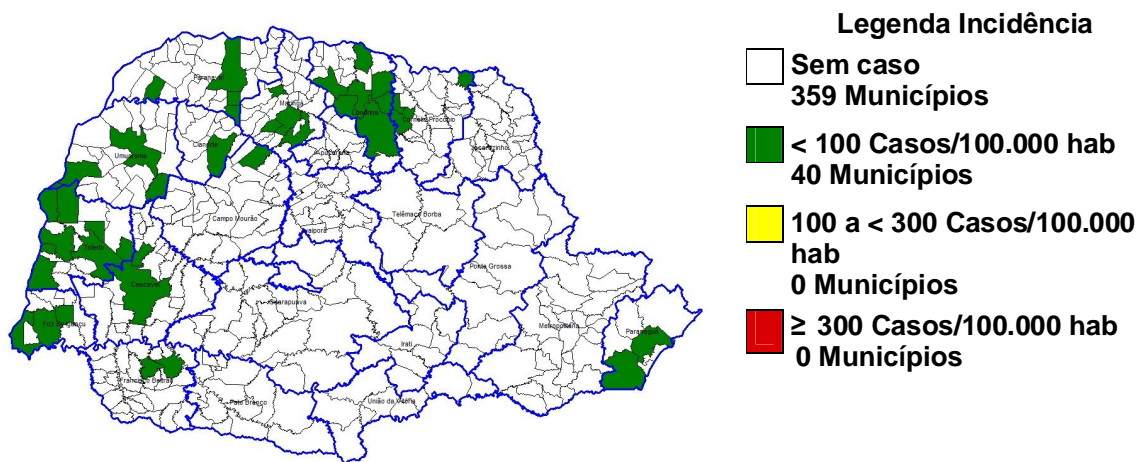 Legenda Incidência
Sem caso
359 Municípios
< 100 Casos/100.000 hab
40 Municípios
100 a < 300 Casos/100.000
hab
0 Municípios
≥ 300 Casos/100.000 hab
0 Municípios
Paranavaí
Maringá
Londrina
Cornélio Procópio
Jacarezinho
Umuarama
Cianorte
Apucarana
Campo Mourão
Ivaiporã
Telêmaco Borba
Toledo
Cascavel
Ponta Grossa
Guarapuava
Foz do Iguaçu
Metropolitana
Paranaguá
Irati
Francisco Beltrão
Pato Branco
União da Vitória